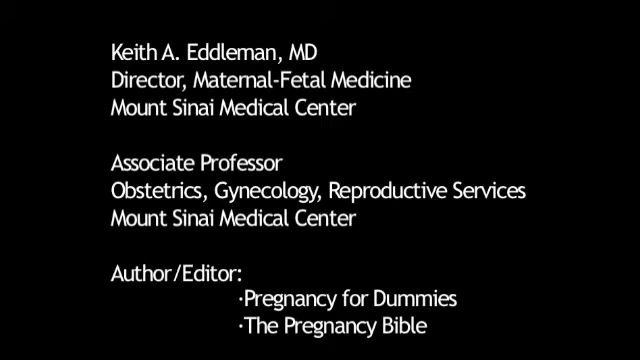 Keith A. Eddleman, MD
Director, Maternal-Fetal Medicine
Mount Sinai Medical Center
Associate Professor
Obstetrics, Gynecology, Reproductive Services
Mount Sinai Medical Center
Author/Editor:
·Pregnancy for Dummies
·The Pregnancy Bible